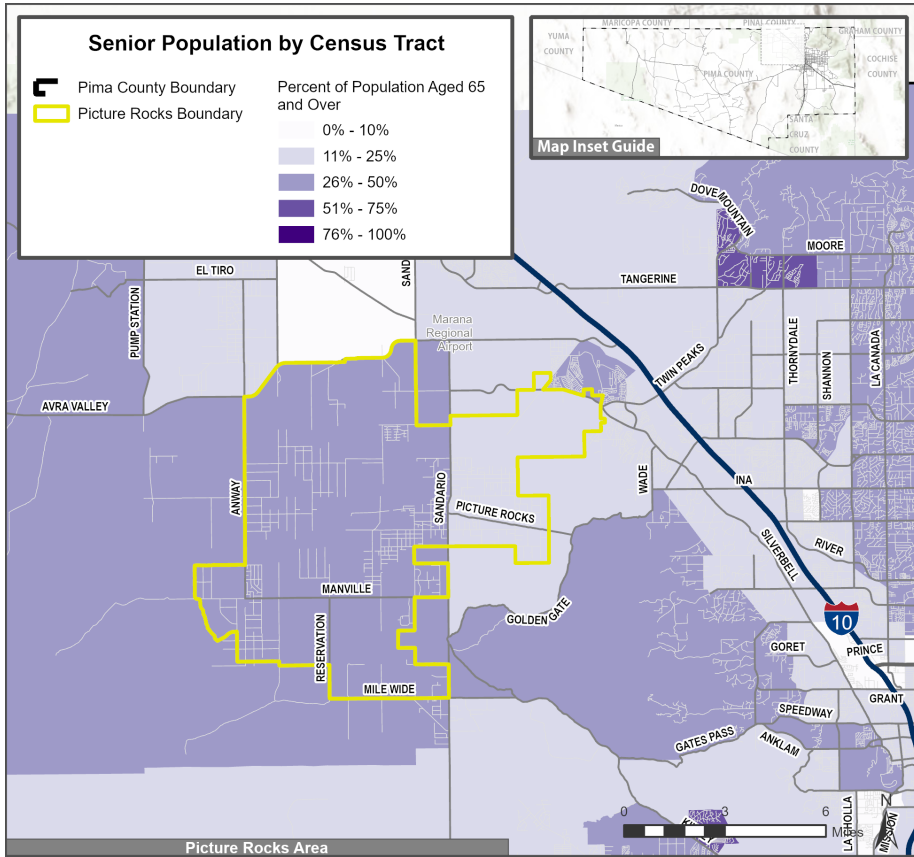 Senior Population by Census Tract
Pima County Boundary
Picture Rocks Boundary
Percent of Population Aged 65
and Over
0% - 10%
11% - 25%
26% - 50%
51% - 75%
76% - 100%
MARICOPA COUNTY
PINAL COUNTY
GRAHAM COUNTY
YUMA
COUNTY
COCHISE
COUNTY
PIMA COUNTY
SANTA
CRUZ
COUNTY
Map Inset Guide
DOVE MOUNTAIN
MOORE
EL TIRO
SAND
TANGERINE
PUMP STATION
Marana
Regional
Airport
TWIN PEAKS
THORNYDALE
SHANNON
LA CANADA
AVRA VALLEY
ANWAY
SANDARIO
WADE
INA
PICTURE ROCKS
SILVERBELL
RIVER
MANVILLE
GOLDEN GATE
10
RESERVATION
GORET
PRINCE
MILE WIDE
GRANT
SPEEDWAY
GATES PASS
ANKLAM
N
0 3 6
Miles
MISSION
Picture Rocks Area